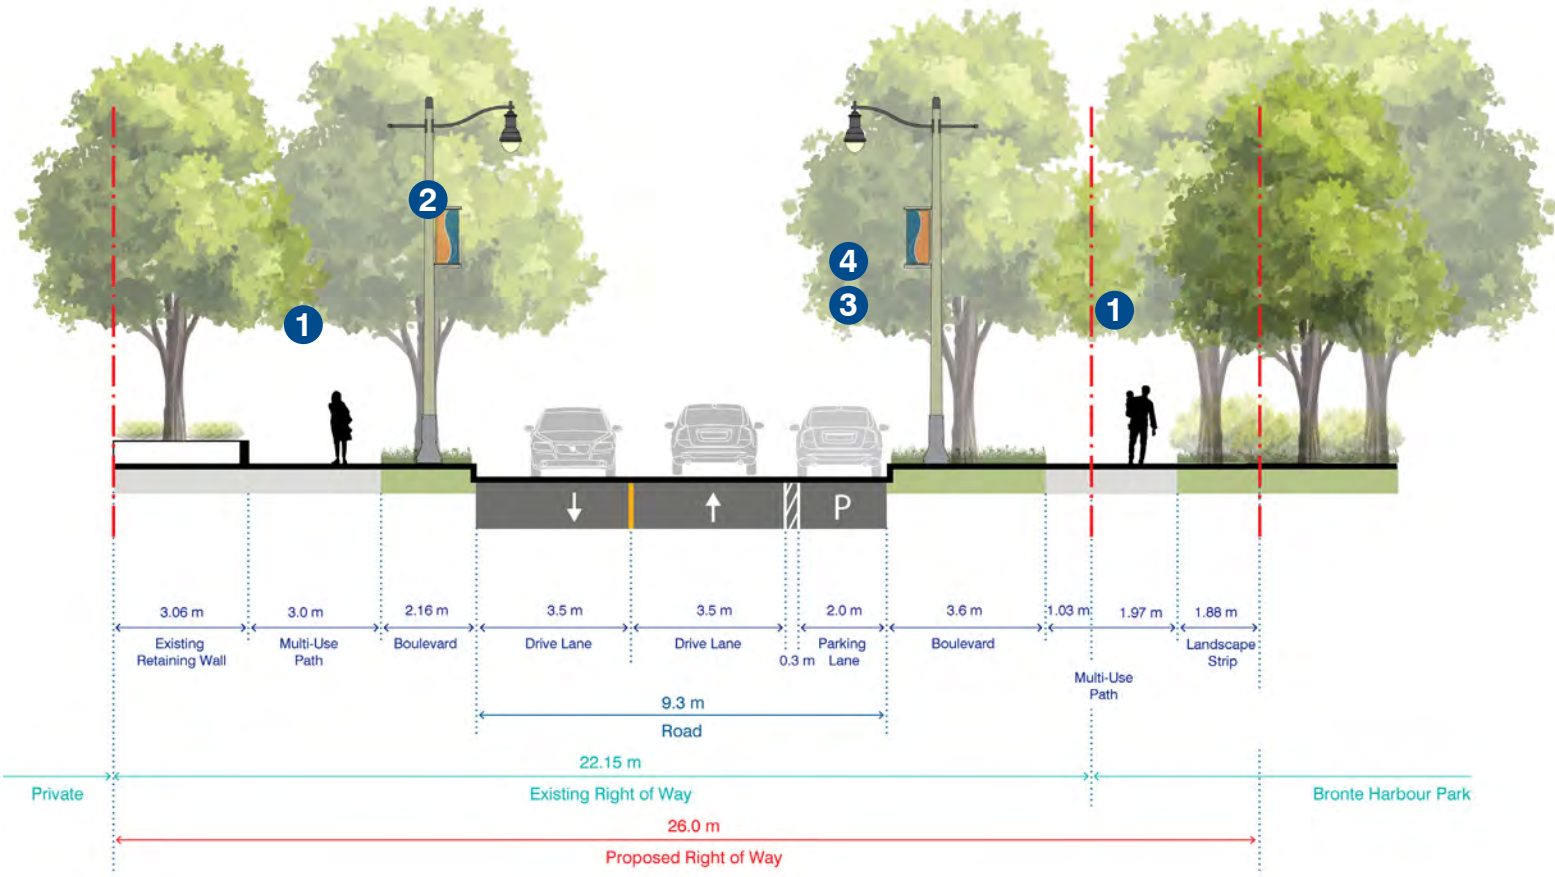 2
4
3
1
1
P
3.06 m
3.0 m
2.16 m
3.5 m
3.5 m
2.0 m
3.6 m
1.03 m
1.97 m
1.88 m
Existing
Retaining Wall
Multi-Use
Path
Boulevard
Drive Lane
Drive Lane
0.3 m
Parking
Lane
Boulevard
Multi-Use
Path
Landscape
Strip
9.3 m
Road
22.15 m
Private
Existing Right of Way
Bronte Harbour Park
26.0 m
Proposed Right of Way